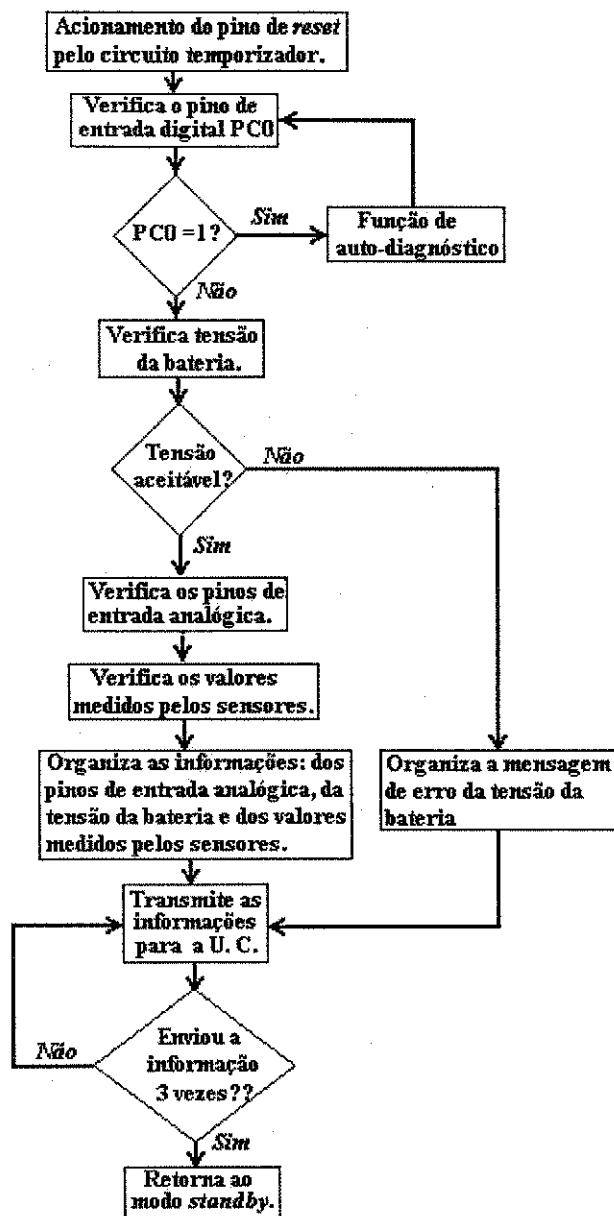 Acionamento do pino de reset
pelo circuito temporizador.
Verifica o pino de
entrada digital PC0
PC0 =1?
Sim
Função de
auto-diagnóstico
Não
Verifica tensão
da bateria.
Tensão
aceitável?
Não
Sim
Verifica os pinos de
entrada analógica.
Verifica os valores
medidos pelos sensores.
Organiza as informações: dos
pinos de entrada analógica, da
tensão da bateria e dos valores
medidos pelos sensores.
Organiza a mensagem
de erro da tensão da
bateria
Transmite as
informações
para a U. C.
Enviou a
informação
3 vezes??
Não
Sim
Retorna ao
modo standby.